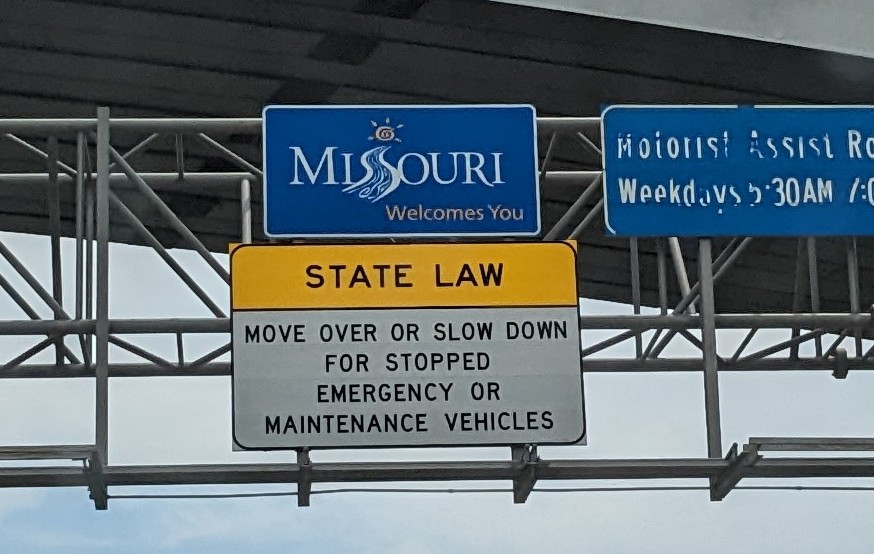 MISSOURI
Welcomes You
Motorist Assist
Weekdays 5:30AM
STATE LAW
MOVE OVER OR SLOW DOWN
FOR STOPPED
EMERGENCY OR
MAINTENANCE VEHICLES